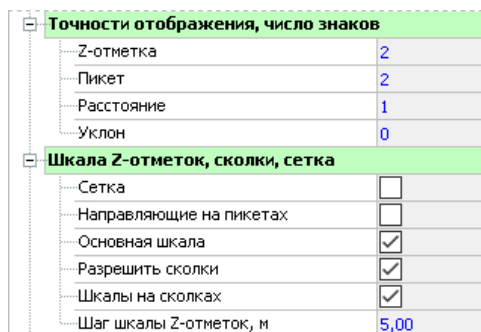 Точности отображения, число знаков
Z-отметка 2
Пикет 2
Расстояние 1
Уклон 0
Шкала Z-отметок, сколки, сетка
Сетка
Направляющие на пикетах
Основная шкала
Разрешить сколки
Шкалы на сколках
Шаг шкалы Z-отметок, м 5,00